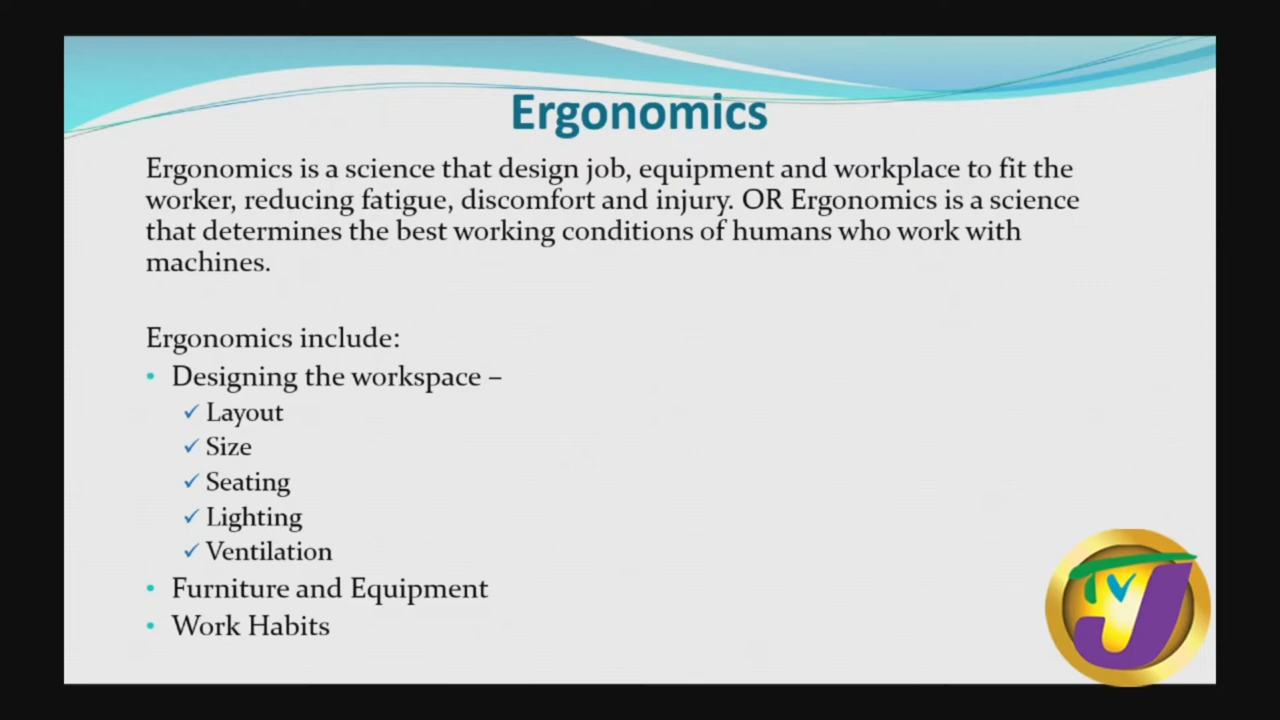 Ergonomics
Ergonomics is a science that design job, equipment and workplace to fit the
worker, reducing fatigue, discomfort and injury. OR Ergonomics is a science
that determines the best working conditions of humans who work with
machines.
Ergonomics include:
• Designing the workspace –
✓ Layout
✓ Size
✓ Seating
✓ Lighting
✓ Ventilation
• Furniture and Equipment
• Work Habits
TVJ